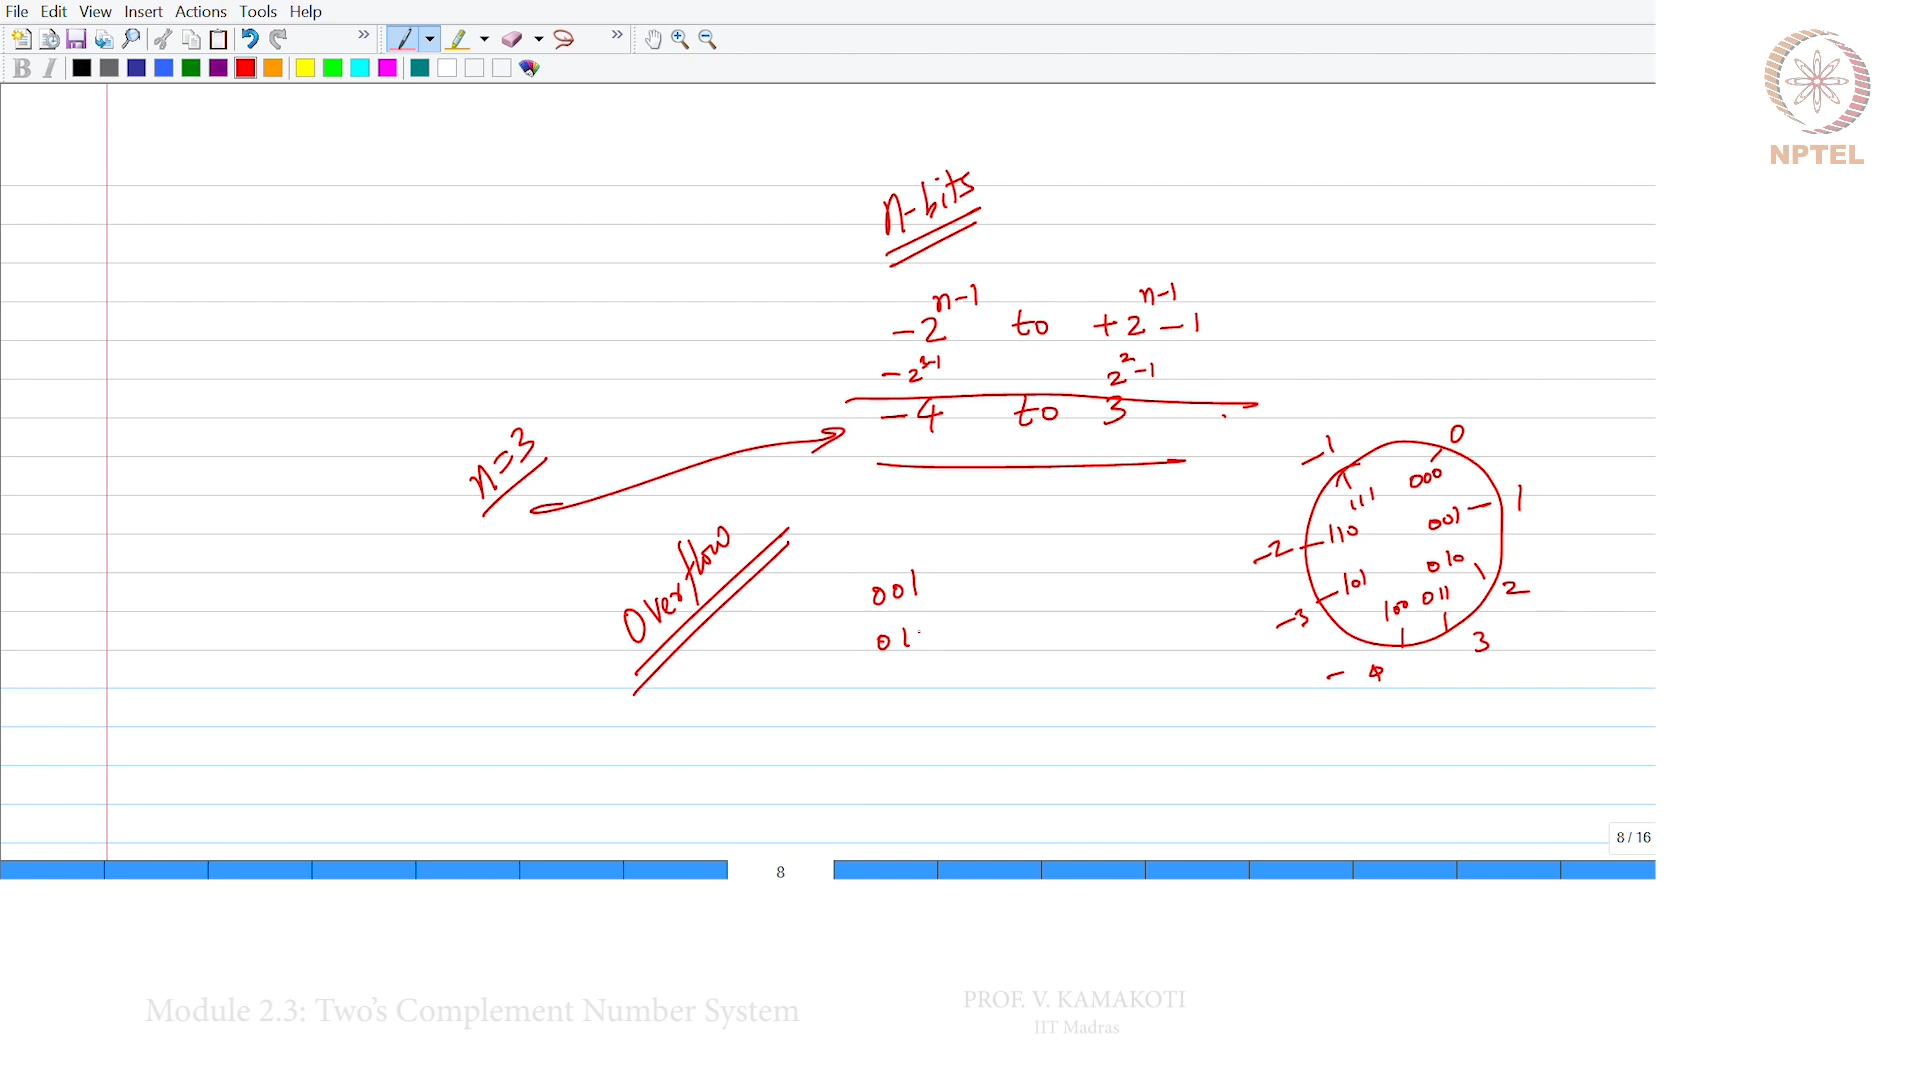 File Edit View Insert Actions Tools Help
B I
NPTEL
n-bits
-2^{n-1} to +2^{n-1}-1
-2^{3-1} 2^2-1
-4 to 3
n=3
Overflow
001
01
0
000
1
001
2
010
3
011
-4
100
-3
101
-2
110
-1
111
8 / 16
8
Module 2.3: Two's Complement Number System
PROF. V. KAMAKOTI
IIT Madras